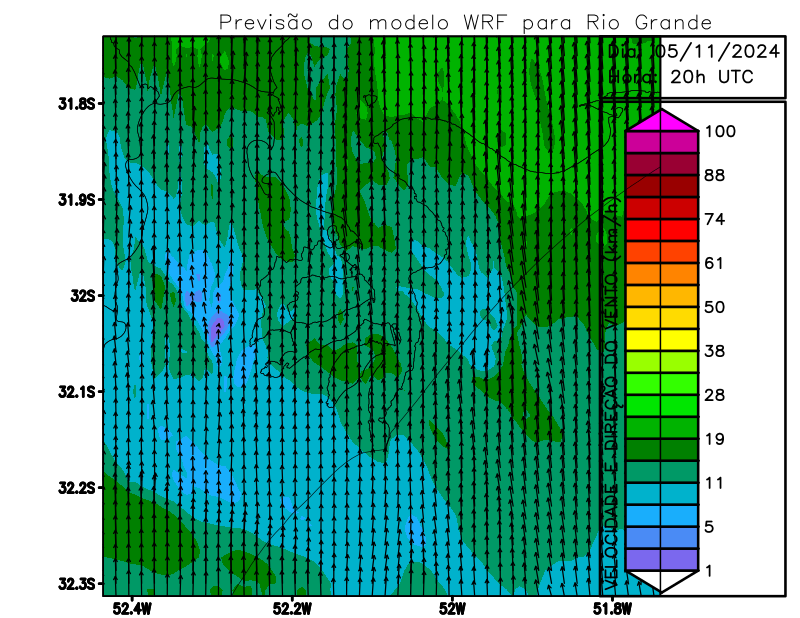 Previsão do modelo WRF para Rio Grande
Dia: 05/11/2024
Hora: 20h UTC
31.8S
31.9S
32S
32.1S
32.2S
32.3S
52.4W
52.2W
52W
51.8W
VELOCIDADE E DIREÇÃO DO VENTO (km/h)
100
88
74
61
50
38
28
19
11
5
1